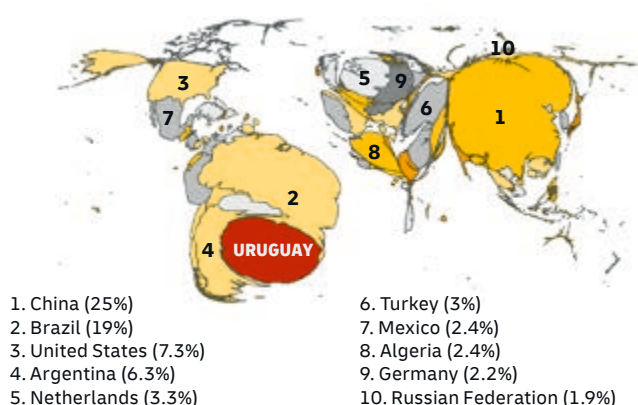 10
3
5
9
7
6
1
8
2
4
URUGUAY
1. China (25%)
2. Brazil (19%)
3. United States (7.3%)
4. Argentina (6.3%)
5. Netherlands (3.3%)
6. Turkey (3%)
7. Mexico (2.4%)
8. Algeria (2.4%)
9. Germany (2.2%)
10. Russian Federation (1.9%)